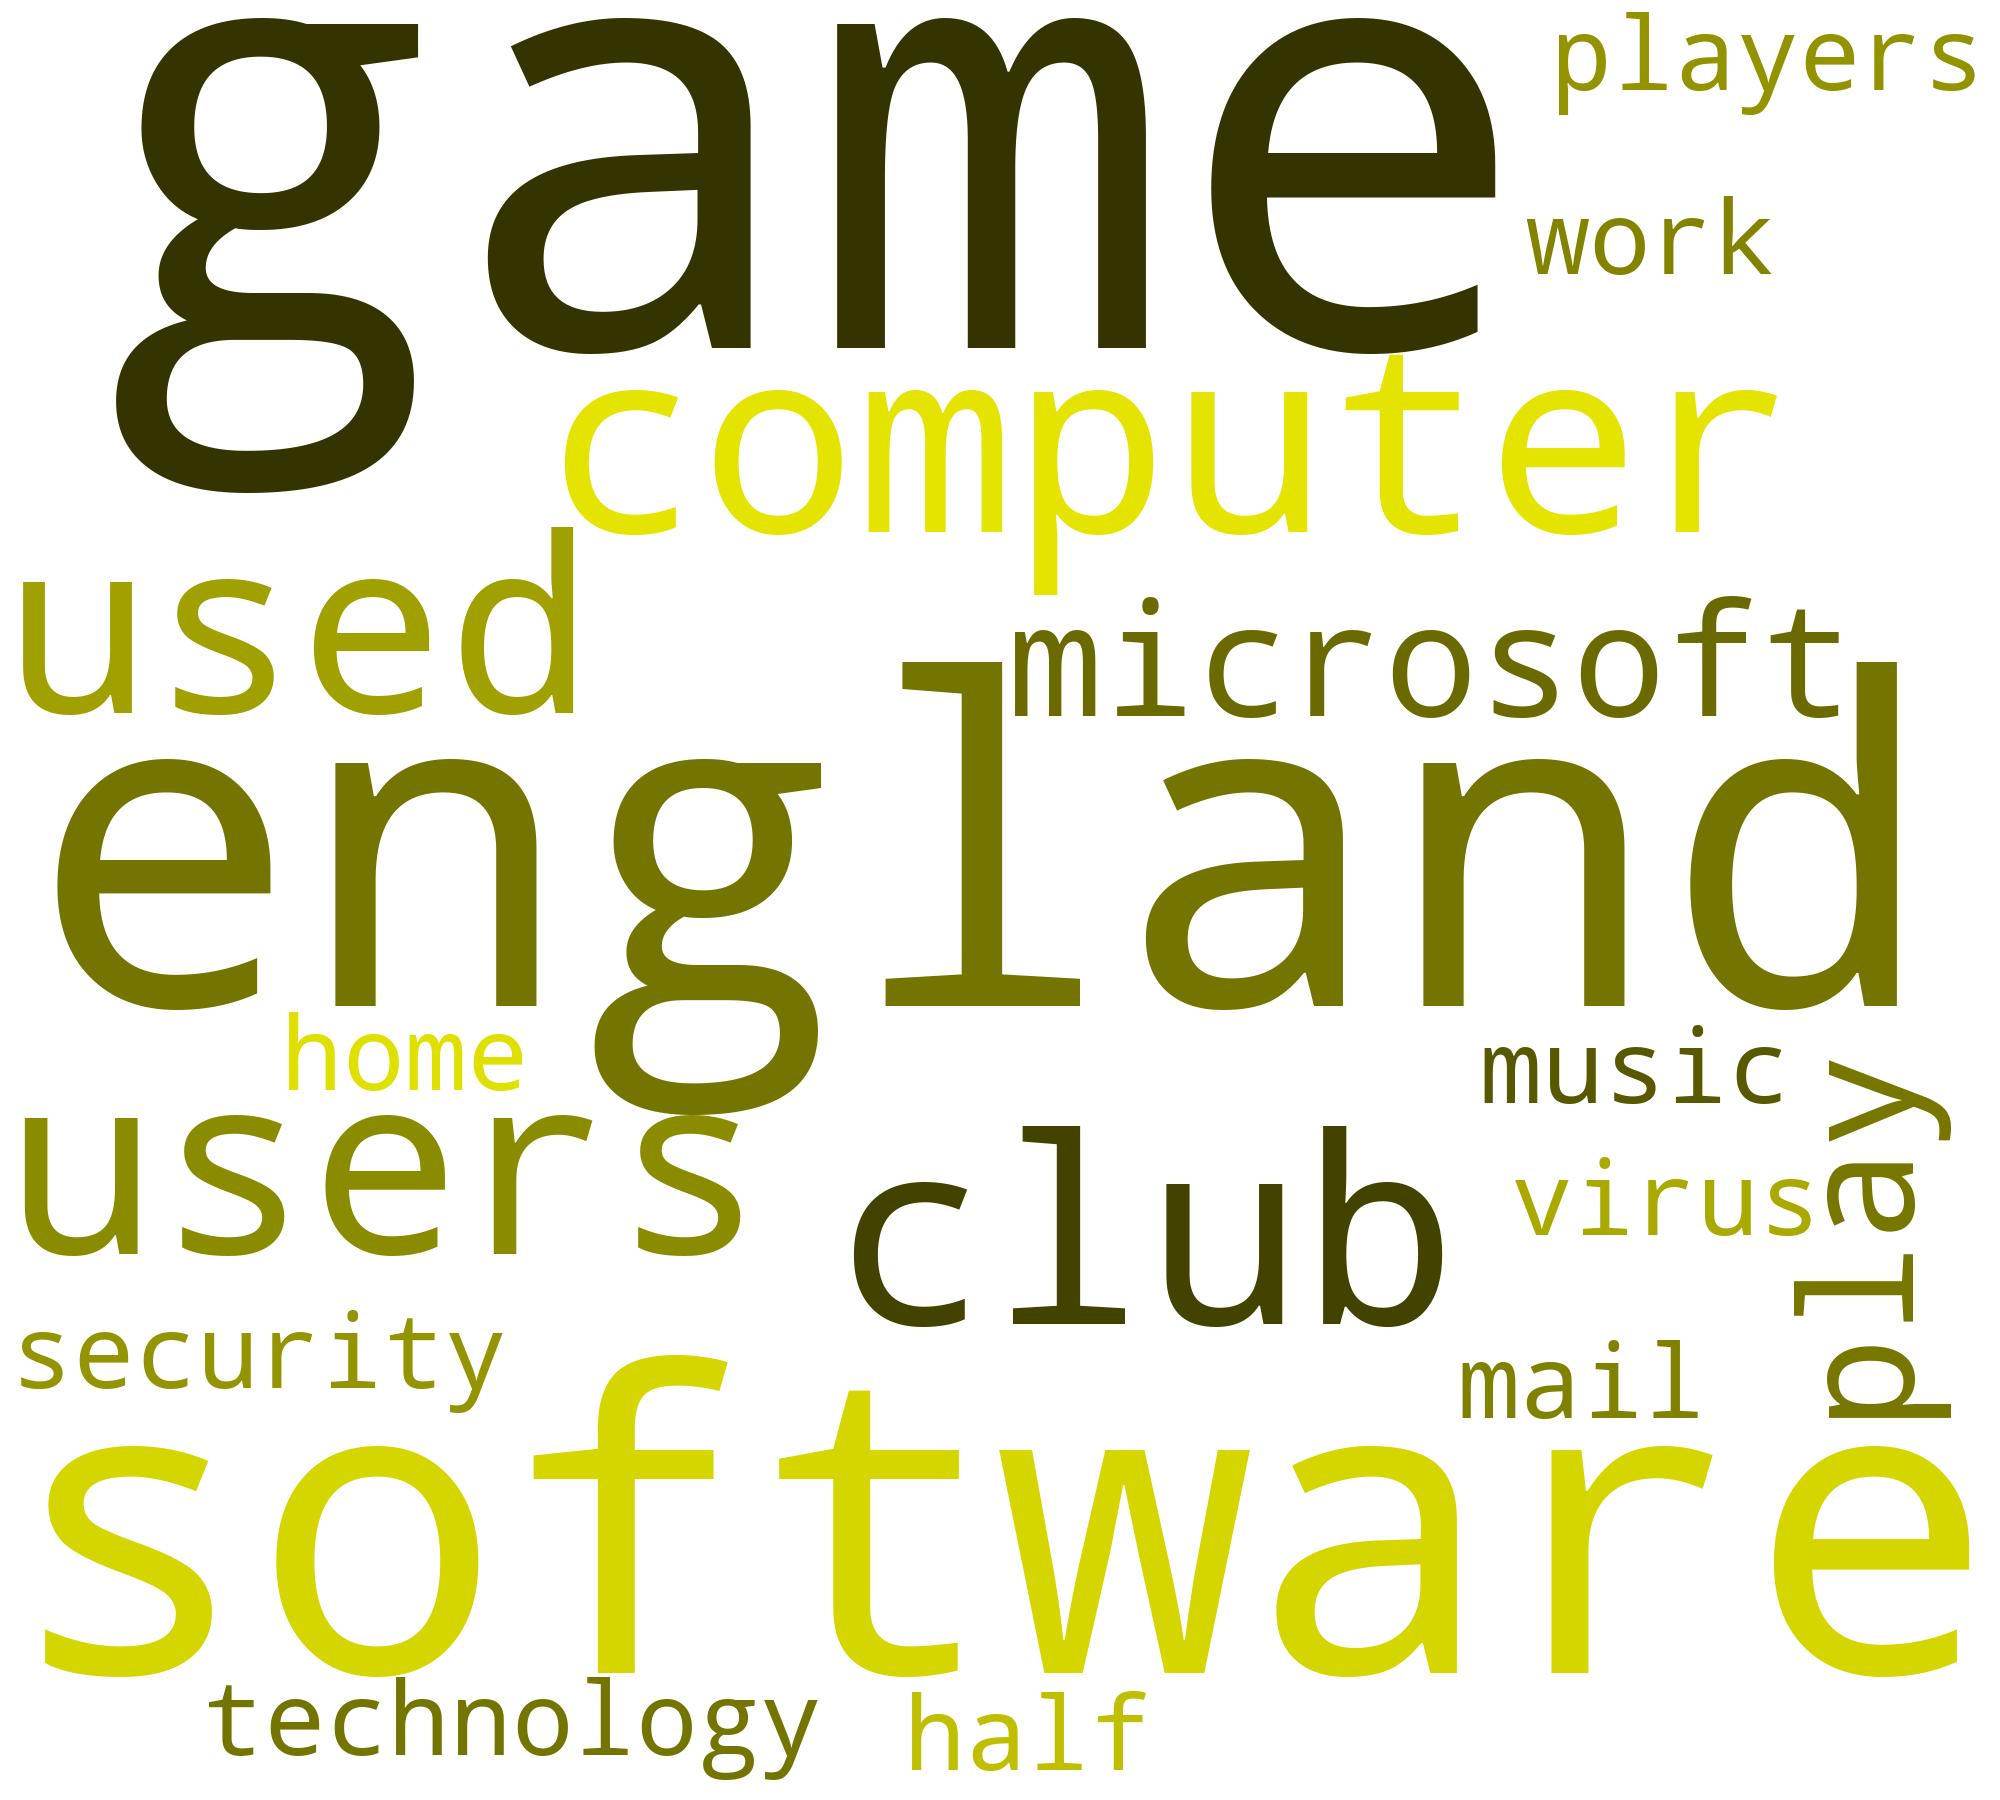 game
players
work
computer
used
microsoft
england
home
music
play
users
club
virus
security
mail
software
technology
half